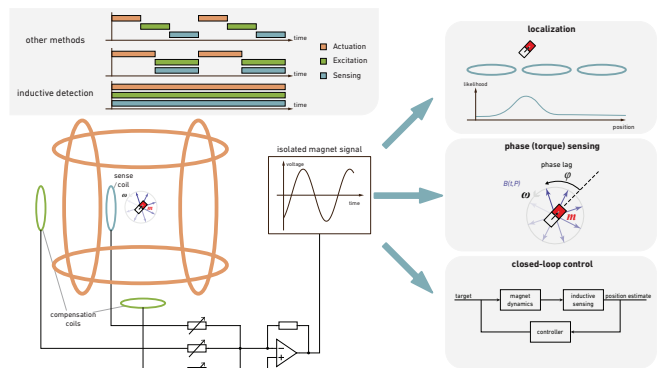 other methods
time
time
inductive detection
time
Actuation
Excitation
Sensing
sense
coil
ω
m
compensation
coils
isolated magnet signal
voltage
time
−
+
localization
likelihood
position
phase (torque) sensing
phase lag
φ
B(t,P)
ω
m
closed-loop control
target
magnet
dynamics
inductive
sensing
position estimate
controller